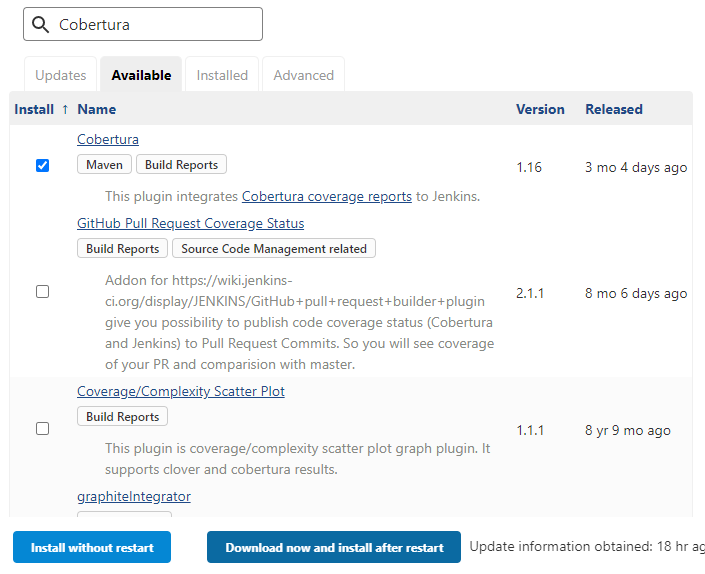 Cobertura
Updates Available Installed Advanced
Install ↑ Name Version Released
Cobertura
Maven Build Reports
1.16 3 mo 4 days ago
This plugin integrates Cobertura coverage reports to Jenkins.
GitHub Pull Request Coverage Status
Build Reports Source Code Management related
Addon for https://wiki.jenkins-
ci.org/display/JENKINS/GitHub+pull+request+builder+plugin
2.1.1 8 mo 6 days ago
give you possibility to publish code coverage status (Cobertura
and Jenkins) to Pull Request Commits. So you will see coverage
of your PR and comparision with master.
Coverage/Complexity Scatter Plot
Build Reports
1.1.1 8 yr 9 mo ago
This plugin is coverage/complexity scatter plot graph plugin. It
supports clover and cobertura results.
graphiteIntegrator
Install without restart Download now and install after restart Update information obtained: 18 hr ag